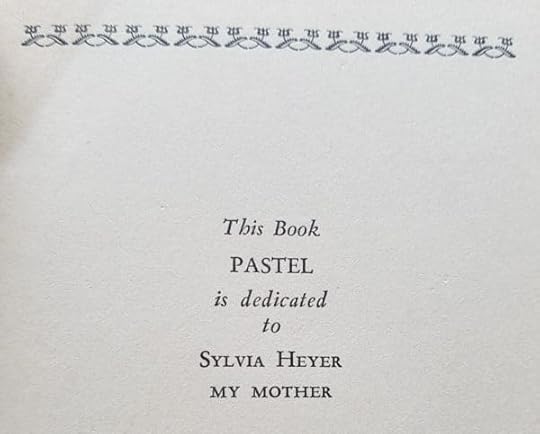 This Book
PASTEL
is dedicated
to
SYLVIA HEYER
MY MOTHER